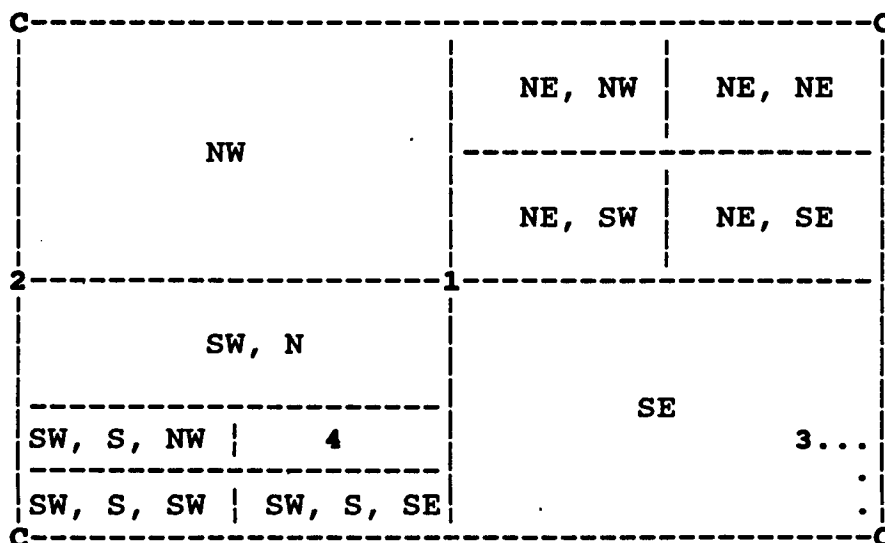 C C
NE, NW NE, NE
NW
NE, SW NE, SE
2 1
SW, N
SE
SW, S, NW 4 3...
SW, S, SW SW, S, SE
C C